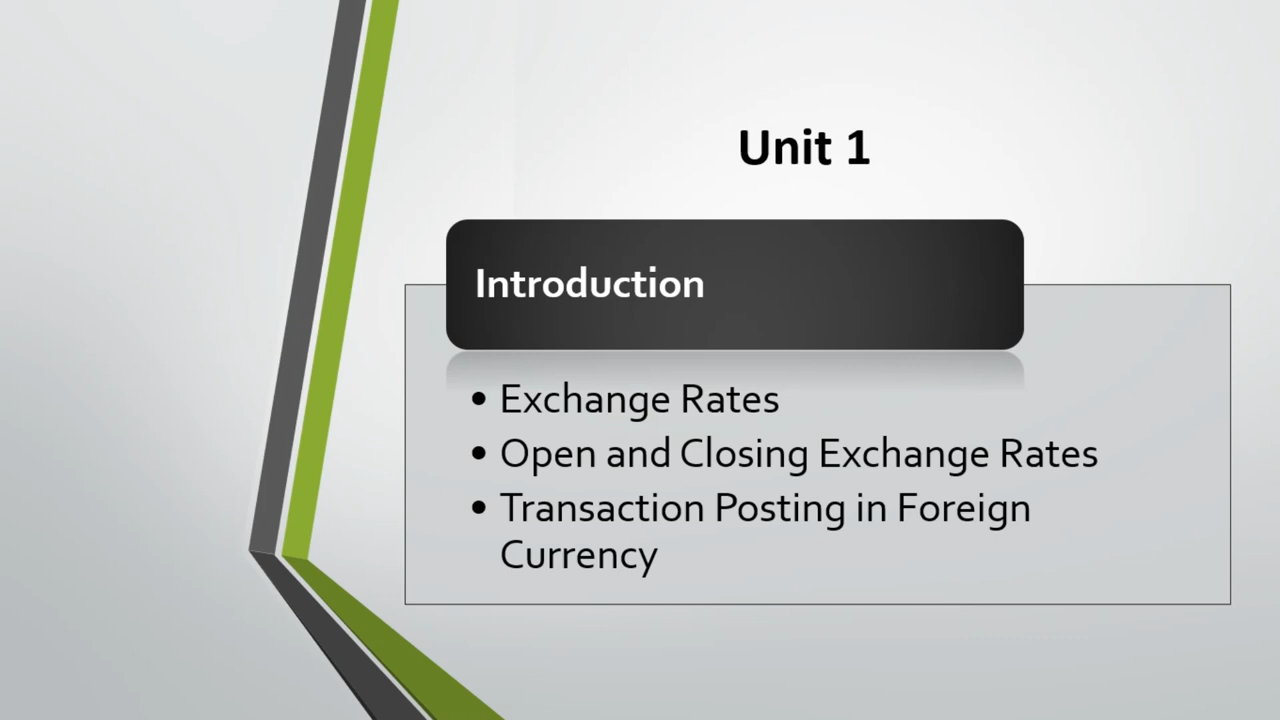 Unit 1
Introduction
• Exchange Rates
• Open and Closing Exchange Rates
• Transaction Posting in Foreign
Currency